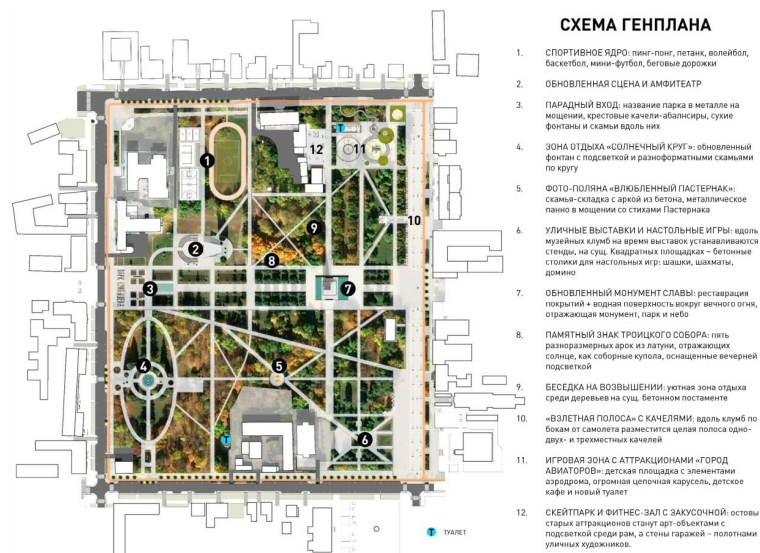 СХЕМА ГЕНПЛАНА
1. СПОРТИВНОЕ ЯДРО: пинг-понг, петанк, волейбол,
баскетбол, мини-футбол, беговые дорожки
2. ОБНОВЛЕННАЯ СЦЕНА И АМФИТЕАТР
3. ПАРАДНЫЙ ВХОД: название парка в металле на
мощении, крестовые качели-абалнсиры, сухие
фонтаны и скамьи вдоль них
4. ЗОНА ОТДЫХА «СОЛНЕЧНЫЙ КРУГ»: обновленный
фонтан с подсветкой и разноформатными скамьями
по кругу
5. ФОТО-ПОЛЯНА «ВЛЮБЛЕННЫЙ ПАСТЕРНАК»:
скамья-складка с аркой из бетона, металлическое
панно в мощении со стихами Пастернака
6. УЛИЧНЫЕ ВЫСТАВКИ И НАСТОЛЬНЫЕ ИГРЫ: вдоль
музейных клумб на время выставок устанавливаются
стенды, на сущ. Квадратных площадках – бетонные
столики для настольных игр: шашки, шахматы,
домино
7. ОБНОВЛЕННЫЙ МОНУМЕНТ СЛАВЫ: реставрация
покрытий + водная поверхность вокруг вечного огня,
отражающая монумент, парк и небо
8. ПАМЯТНЫЙ ЗНАК ТРОИЦКОГО СОБОРА: пять
разноразмерных арок из латуни, отражающих
солнце, как соборные купола, оснащенные вечерней
подсветкой
9. БЕСЕДКА НА ВОЗВЫШЕНИИ: уютная зона отдыха
среди деревьев на сущ. бетонном постаменте
10. «ВЗЛЕТНАЯ ПОЛОСА» С КАЧЕЛЯМИ: вдоль клумб по
бокам от самолета разместится целая полоса одно-
двух- и трехместных качелей
11. ИГРОВАЯ ЗОНА С АТТРАКЦИОНАМИ «ГОРОД
АВИАТОРОВ»: детская площадка с элементами
аэродрома, огромная цепочная карусель, детское
кафе и новый туалет
12. СКЕЙТПАРК И ФИТНЕС-ЗАЛ С ЗАКУСОЧНОЙ: остовы
старых аттракционов станут арт-объектами с
подсветкой среди рам, а стены гаражей – полотнами
уличных художников.
Т
12
11
1
10
9
2
8
3
7
4
5
6
Т
Т ТУАЛЕТ